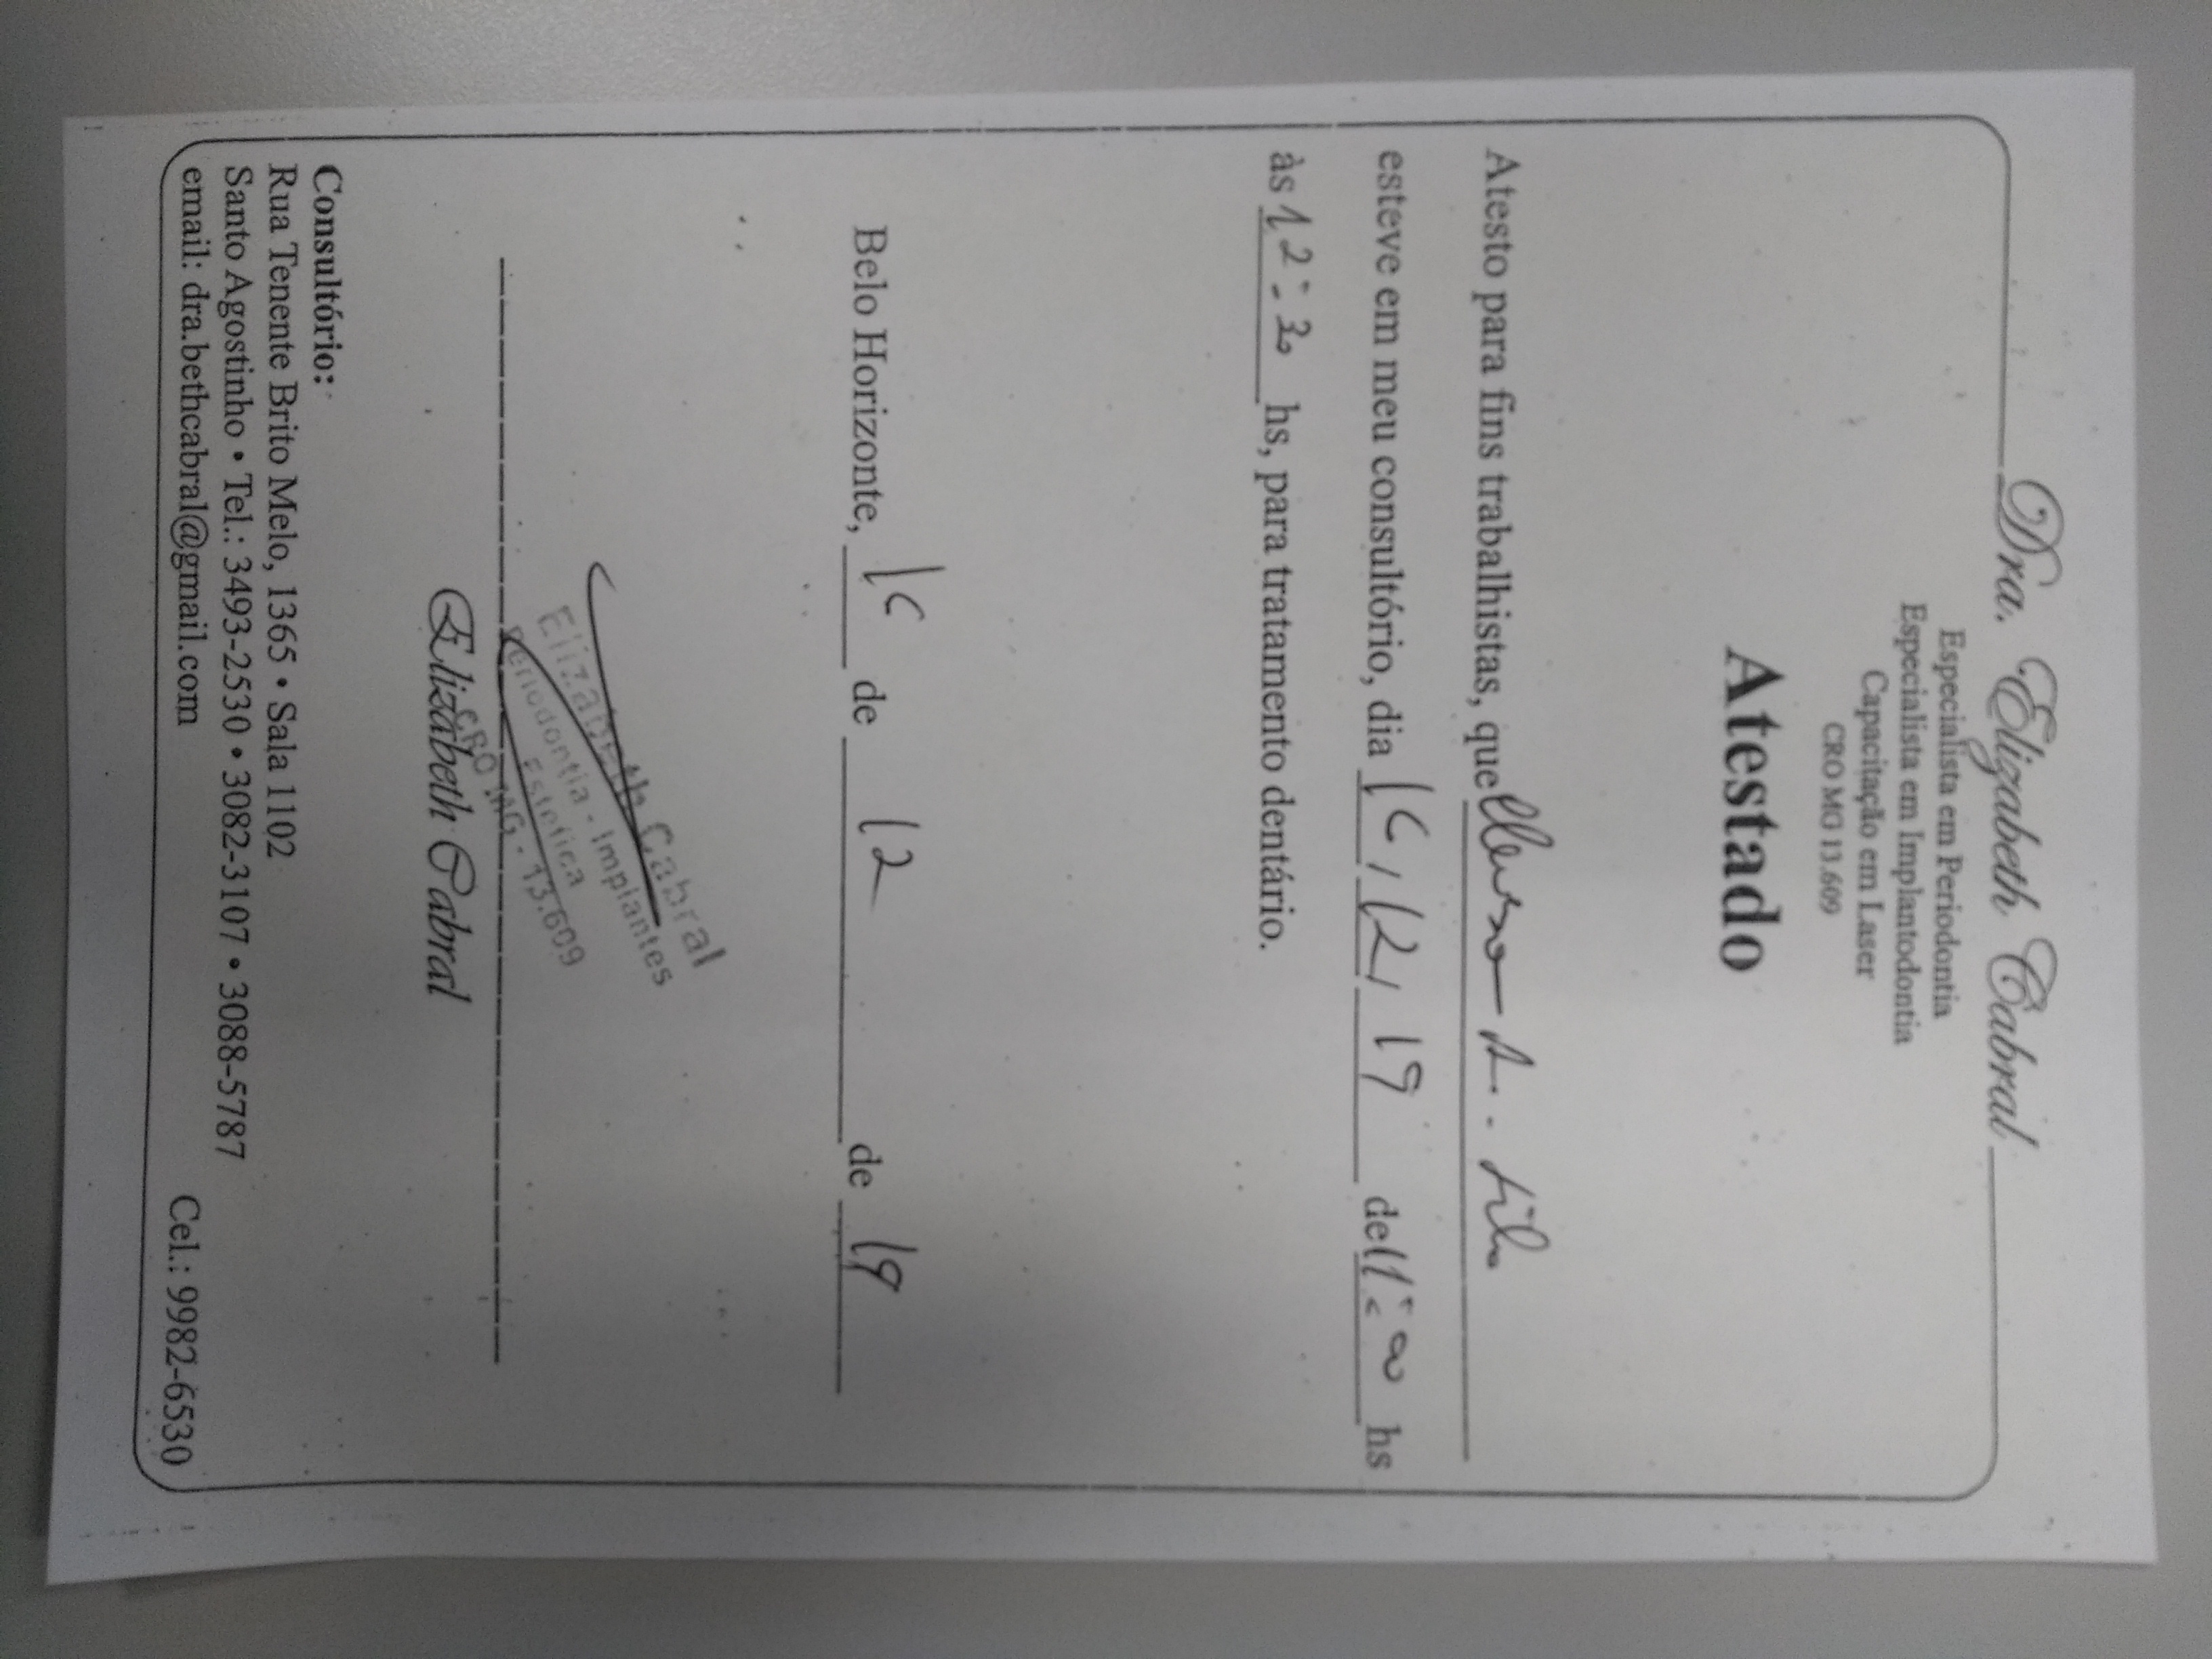 Dra. Elizabeth Cabral
Especialista em Periodontia
Especialista em Implantodontia
Capacitação em Laser
CRO MG 13.609
Atestado
Atesto para fins trabalhistas, que A.
esteve em meu consultório, dia / 12 / 19 de 11:00 hs
às 12:30 hs, para tratamento dentário.
Belo Horizonte, de 12 de 19
Elizabeth Cabral
Periodontia - Implantes
Estética
CRO.MG - 13.609
Elizabeth Cabral
Consultório:
Rua Tenente Brito Melo, 1365 • Sala 1102
Santo Agostinho • Tel.: 3493-2530 • 3082-3107 • 3088-5787
email: dra.bethcabral@gmail.com Cel.: 9982-6530